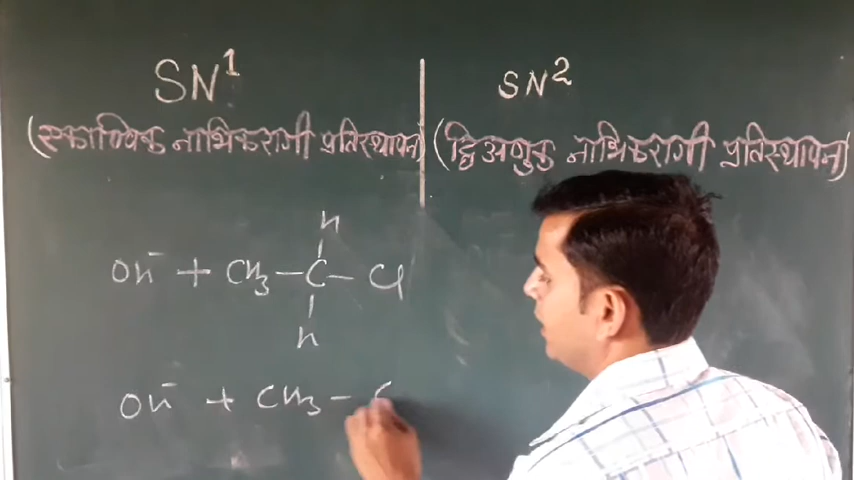 SN¹
(एकाण्विक नाभिकरागी प्रतिस्थापन)
SN²
(द्विअणुक नाभिकरागी प्रतिस्थापन)
H
OH⁻ + CH₃ – C – Cl
H
OH⁻ + CH₃ – C